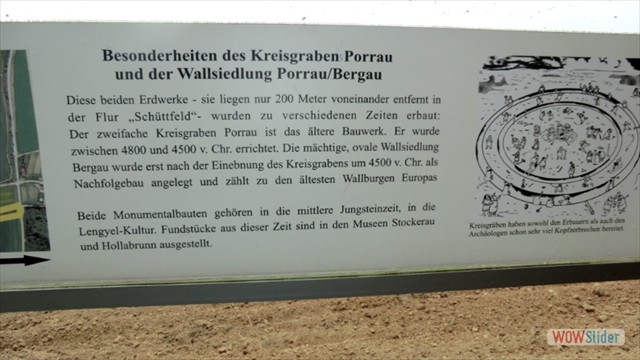 Besonderheiten des Kreisgraben Porrau
und der Wallsiedlung Porrau/Bergau
Diese beiden Erdwerke - sie liegen nur 200 Meter voneinander entfernt in
der Flur „Schüttfeld"- wurden zu verschiedenen Zeiten erbaut:
Der zweifache Kreisgraben Porrau ist das ältere Bauwerk. Er wurde
zwischen 4800 und 4500 v. Chr. errichtet. Die mächtige, ovale Wallsiedlung
Bergau wurde erst nach der Einebnung des Kreisgrabens um 4500 v. Chr. als
Nachfolgebau angelegt und zählt zu den ältesten Wallburgen Europas
Beide Monumentalbauten gehören in die mittlere Jungsteinzeit, in die
Lengyel-Kultur. Fundstücke aus dieser Zeit sind in den Museen Stockerau
und Hollabrunn ausgestellt.
Kreisgräben haben sowohl den Erbauern als auch den
Archäologen schon sehr viel Kopfzerbrechen bereitet.
WOWSlider